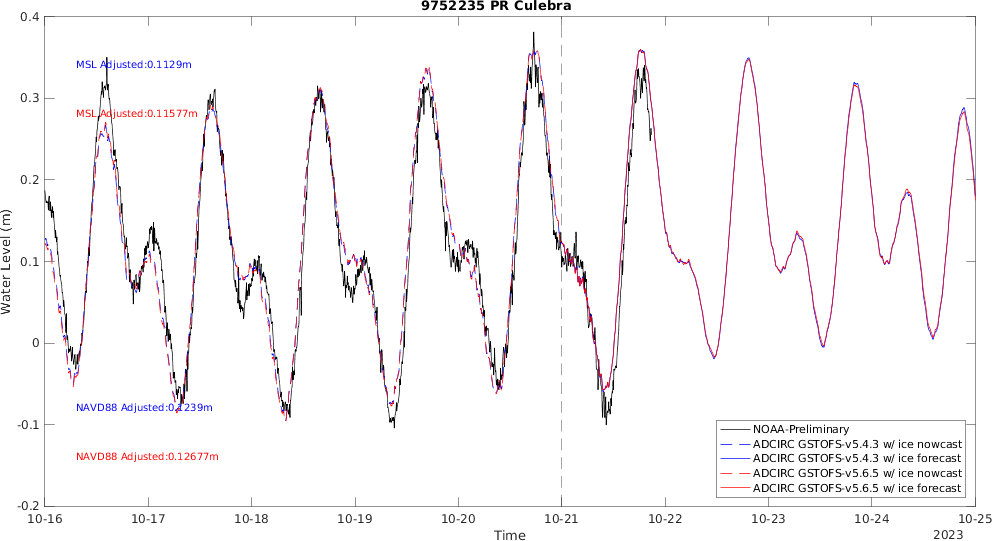 9752235 PR Culebra
0.4
0.3
0.2
0.1
0
-0.1
-0.2
Water Level (m)
MSL Adjusted:0.1129m
MSL Adjusted:0.11577m
NAVD88 Adjusted:0.1239m
NAVD88 Adjusted:0.12677m
NOAA-Preliminary
ADCIRC GSTOFS-v5.4.3 w/ ice nowcast
ADCIRC GSTOFS-v5.4.3 w/ ice forecast
ADCIRC GSTOFS-v5.6.5 w/ ice nowcast
ADCIRC GSTOFS-v5.6.5 w/ ice forecast
10-16 10-17 10-18 10-19 10-20 10-21 10-22 10-23 10-24 10-25
Time
2023